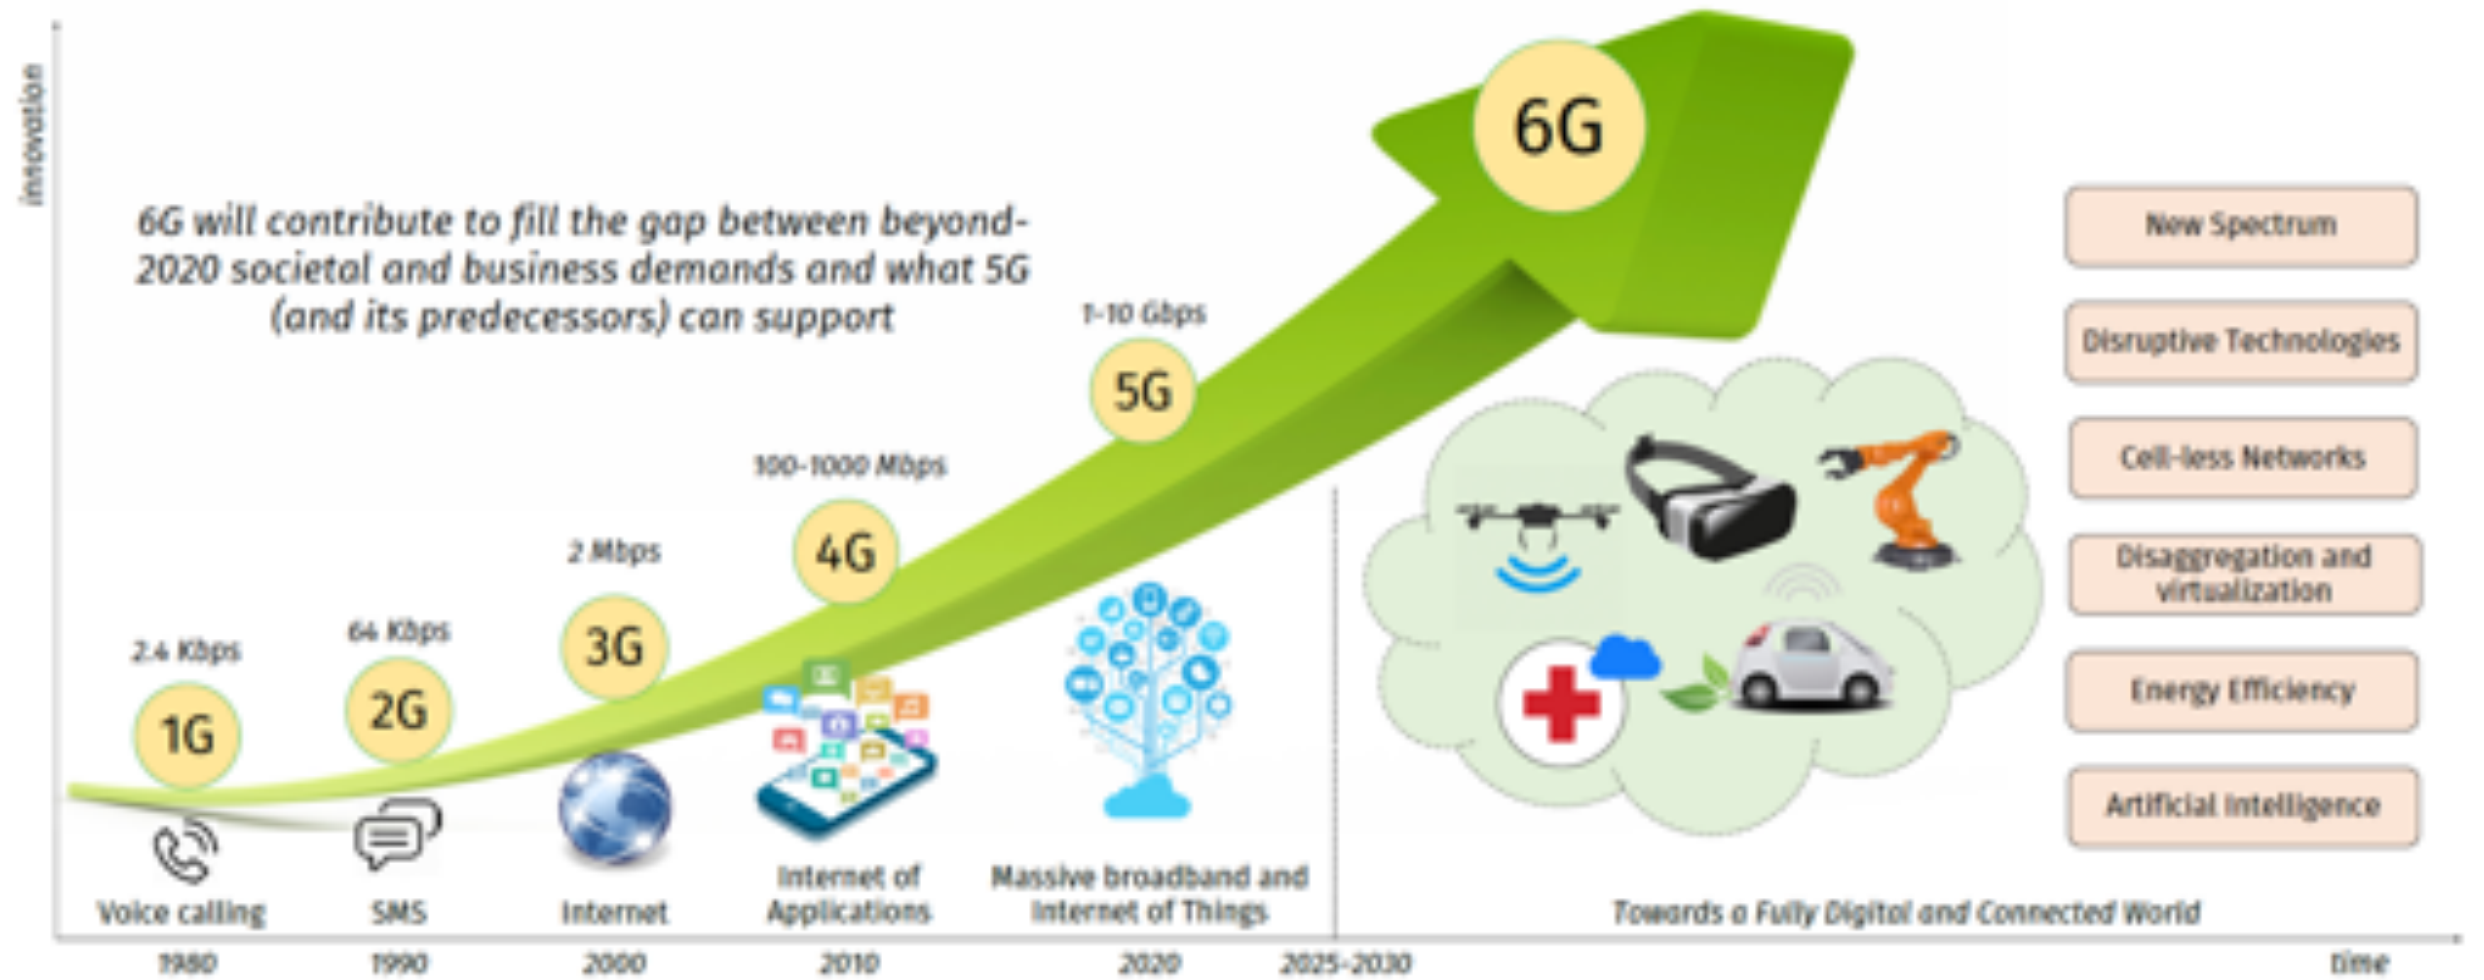 innovation
6G will contribute to fill the gap between beyond-
2020 societal and business demands and what 5G
(and its predecessors) can support
2.4 Kbps
1G
64 Kbps
2G
2 Mbps
3G
100-1000 Mbps
4G
1-10 Gbps
5G
6G
Voice calling
SMS
Internet
Internet of
Applications
Massive broadband and
Internet of Things
Towards a Fully Digital and Connected World
New Spectrum
Disruptive Technologies
Cell-less Networks
Disaggregation and
virtualization
Energy Efficiency
Artificial Intelligence
1980
1990
2000
2010
2020
2025-2030
time